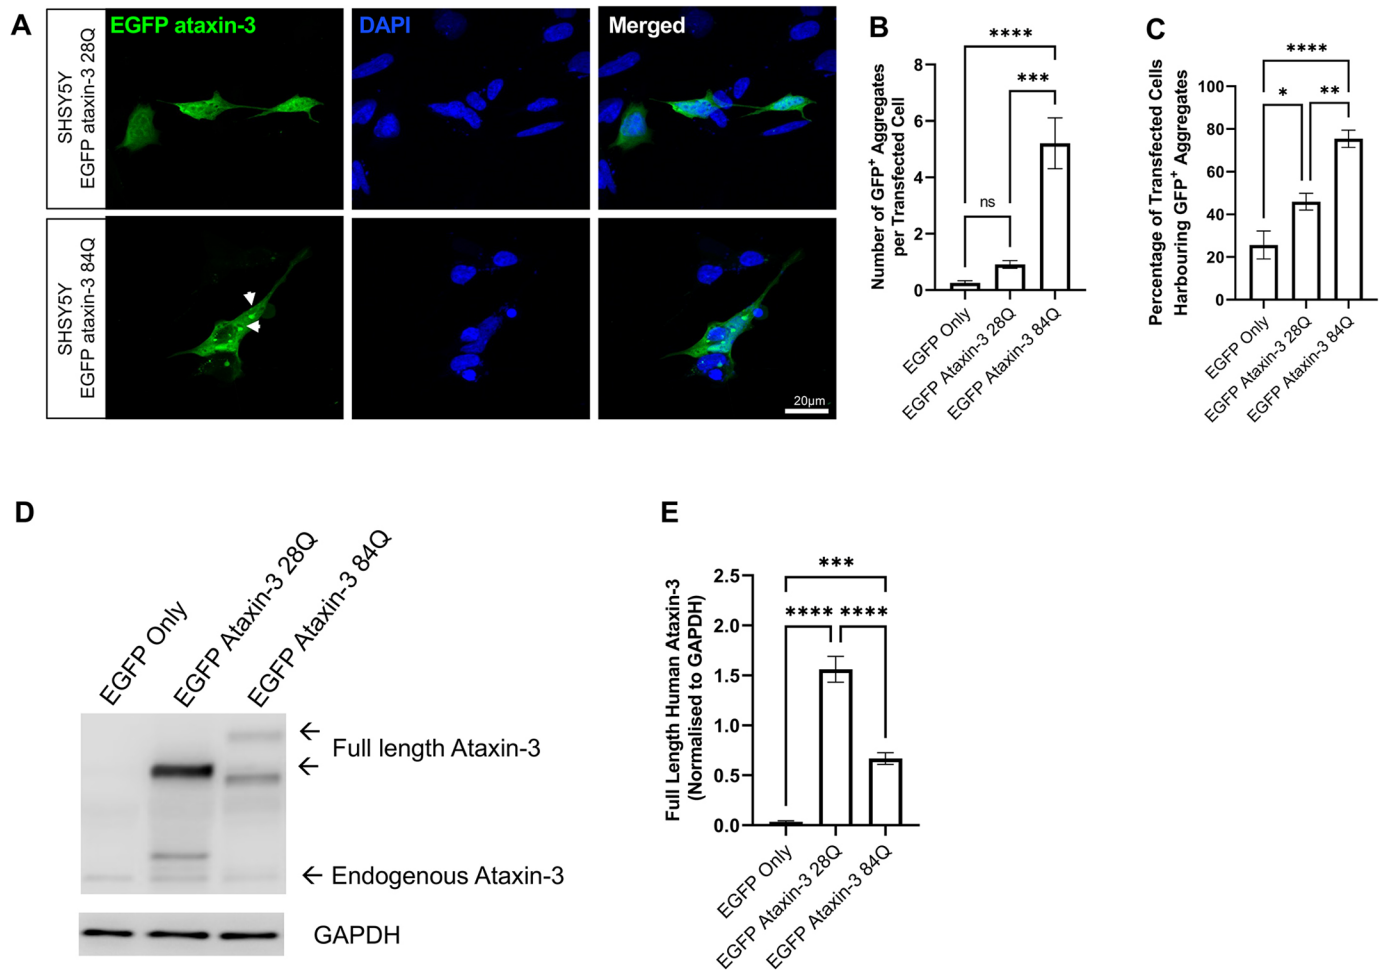 A
EGFP ataxin-3
DAPI
Merged
SHSY5Y
EGFP ataxin-3 28Q
SHSY5Y
EGFP ataxin-3 84Q
20µm
B
Number of GFP+ Aggregates
per Transfected Cell
8
6
4
2
0
****
***
ns
EGFP Only
EGFP Ataxin-3 28Q
EGFP Ataxin-3 84Q
C
Percentage of Transfected Cells
Harbouring GFP+ Aggregates
100
80
60
40
20
0
****
*
**
EGFP Only
EGFP Ataxin-3 28Q
EGFP Ataxin-3 84Q
D
EGFP Only
EGFP Ataxin-3 28Q
EGFP Ataxin-3 84Q
Full length Ataxin-3
Endogenous Ataxin-3
GAPDH
E
Full Length Human Ataxin-3
(Normalised to GAPDH)
2.5
2.0
1.5
1.0
0.5
0.0
***
****
****
EGFP Only
EGFP Ataxin-3 28Q
EGFP Ataxin-3 84Q